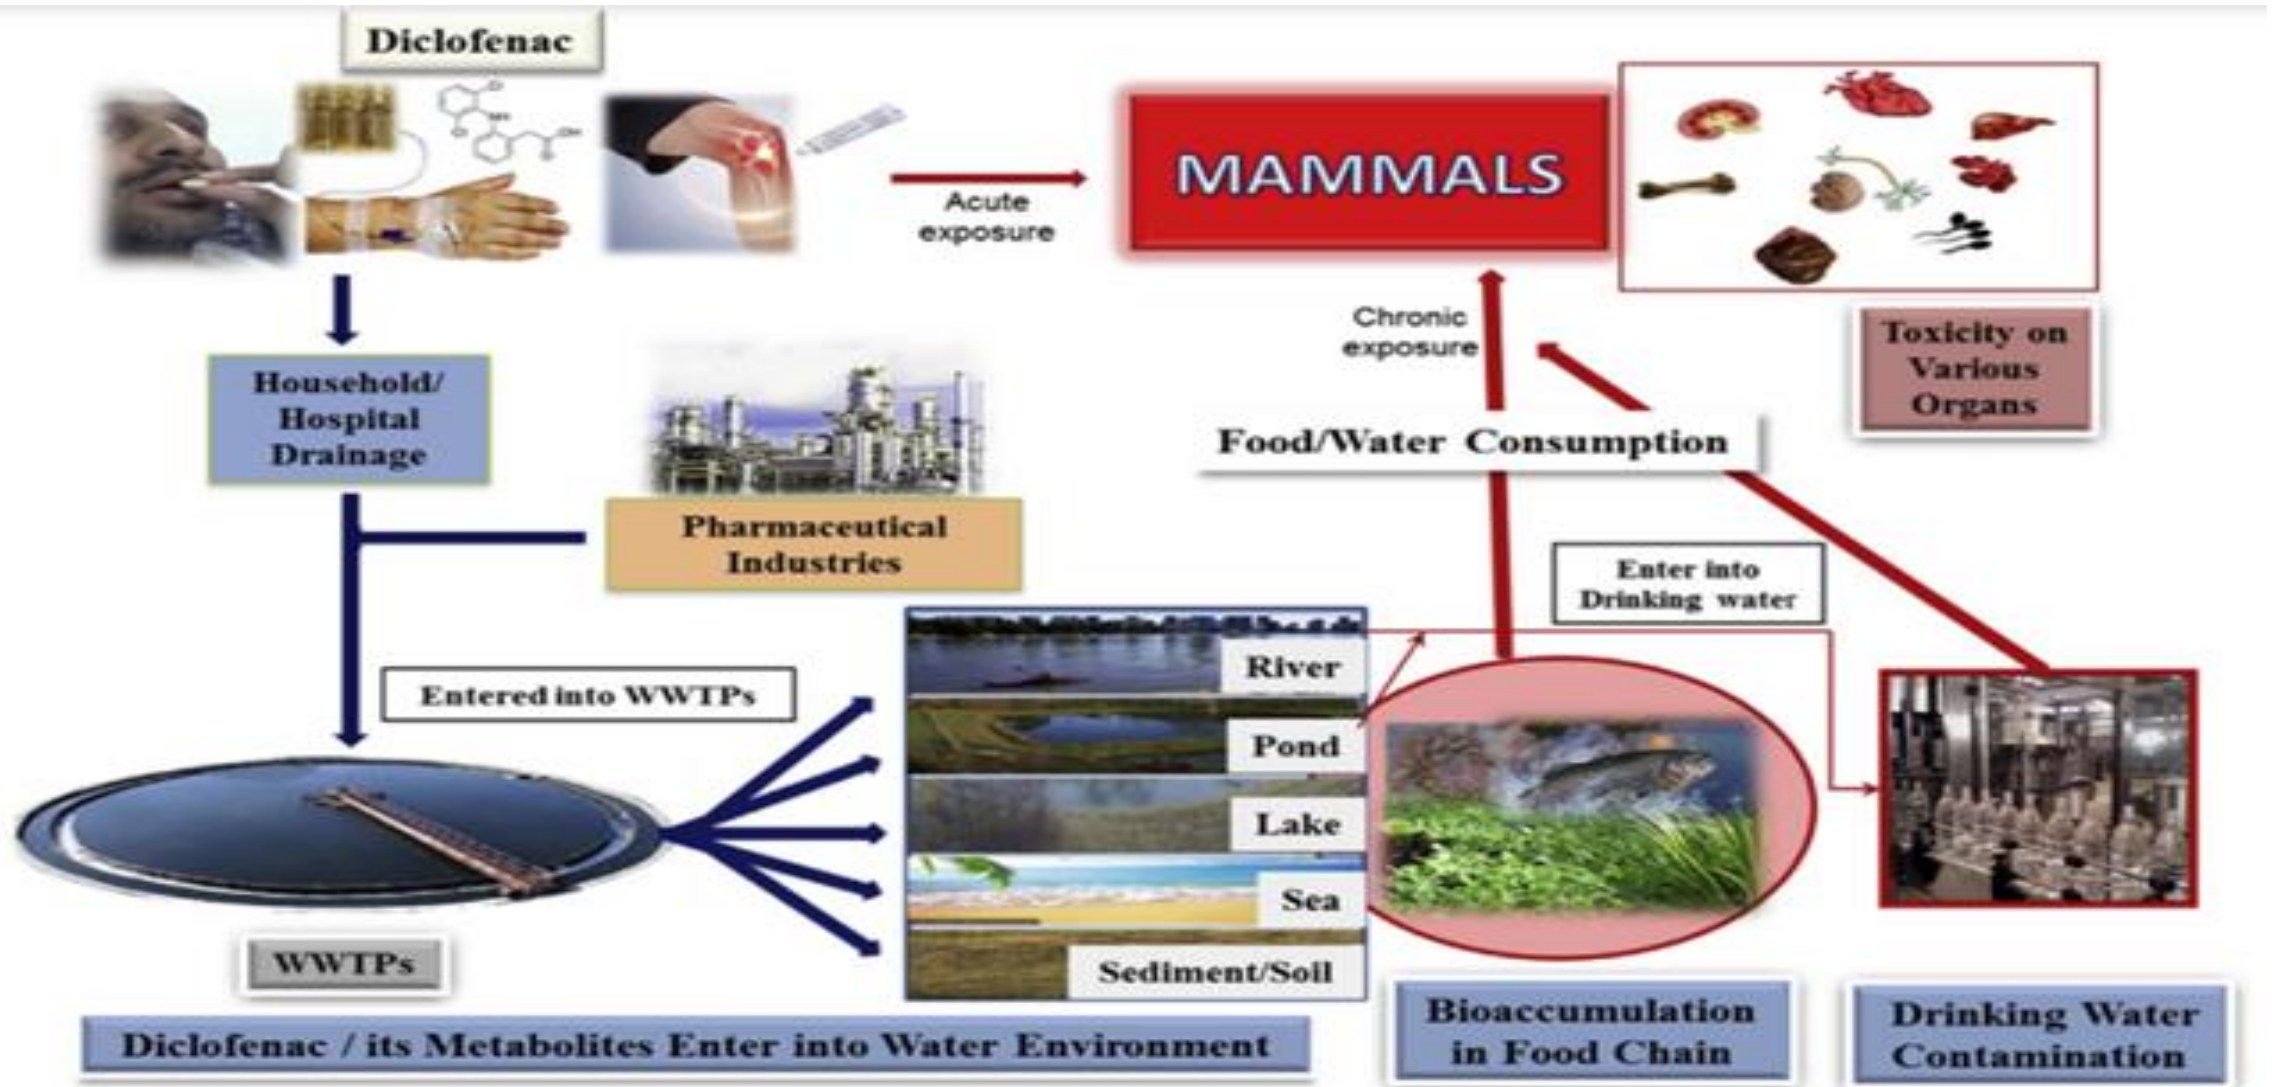 Diclofenac
Acute
exposure
MAMMALS
Chronic
exposure
Toxicity on
Various
Organs
Household/
Hospital
Drainage
Pharmaceutical
Industries
Food/Water Consumption
Enter into
Drinking water
Entered into WWTPs
River
Pond
Lake
Sea
Sediment/Soil
WWTPs
Diclofenac / its Metabolites Enter into Water Environment
Bioaccumulation
in Food Chain
Drinking Water
Contamination